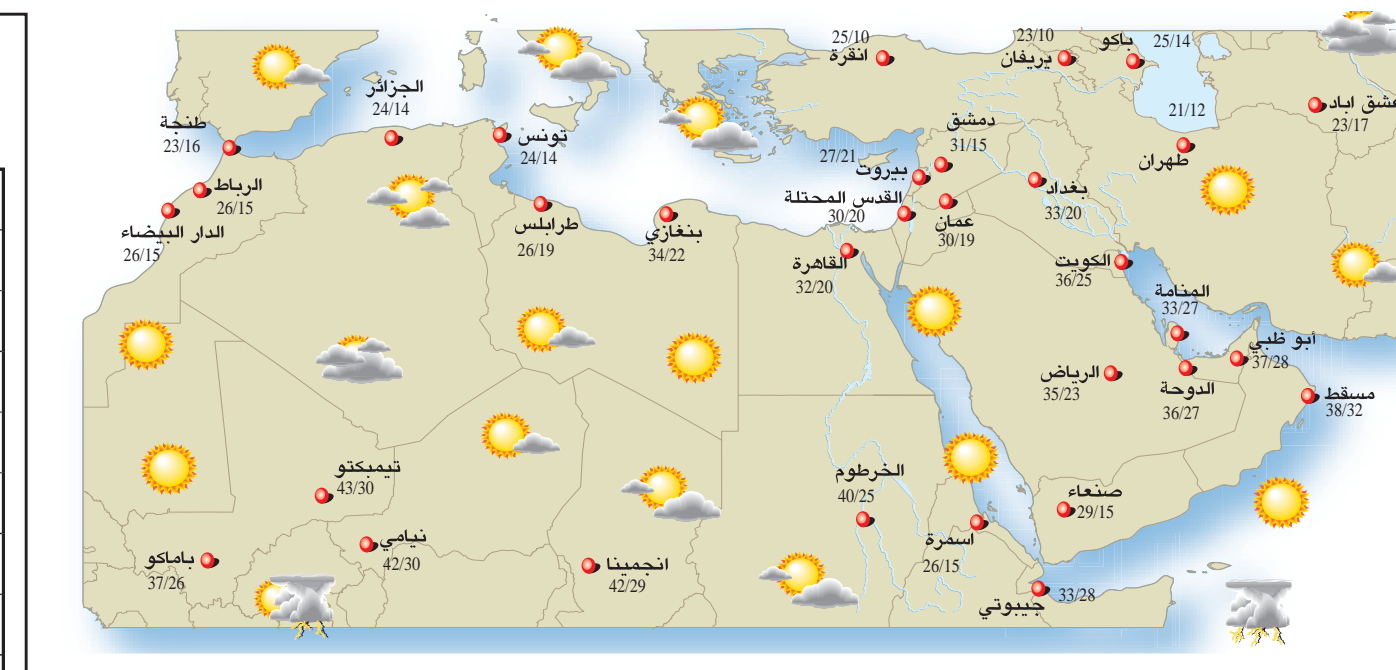 25/10
انقرة
23/10
يريفان
باكو
25/14
عشق اباد
23/17
21/12
طهران
الجزائر
24/14
طنجة
23/16
تونس
24/14
دمشق
31/15
27/21
بيروت
القدس المحتلة
30/20
بغداد
33/20
عمان
30/19
الرباط
26/15
الدار البيضاء
26/15
طرابلس
26/19
بنغازي
34/22
القاهرة
32/20
الكويت
36/25
المنامة
33/27
أبو ظبي
37/28
الرياض
35/23
الدوحة
36/27
مسقط
38/32
تيمبكتو
43/30
الخرطوم
40/25
صنعاء
29/15
اسمرة
26/15
نيامي
42/30
باماكو
37/26
انجمينا
42/29
33/28
جيبوتي